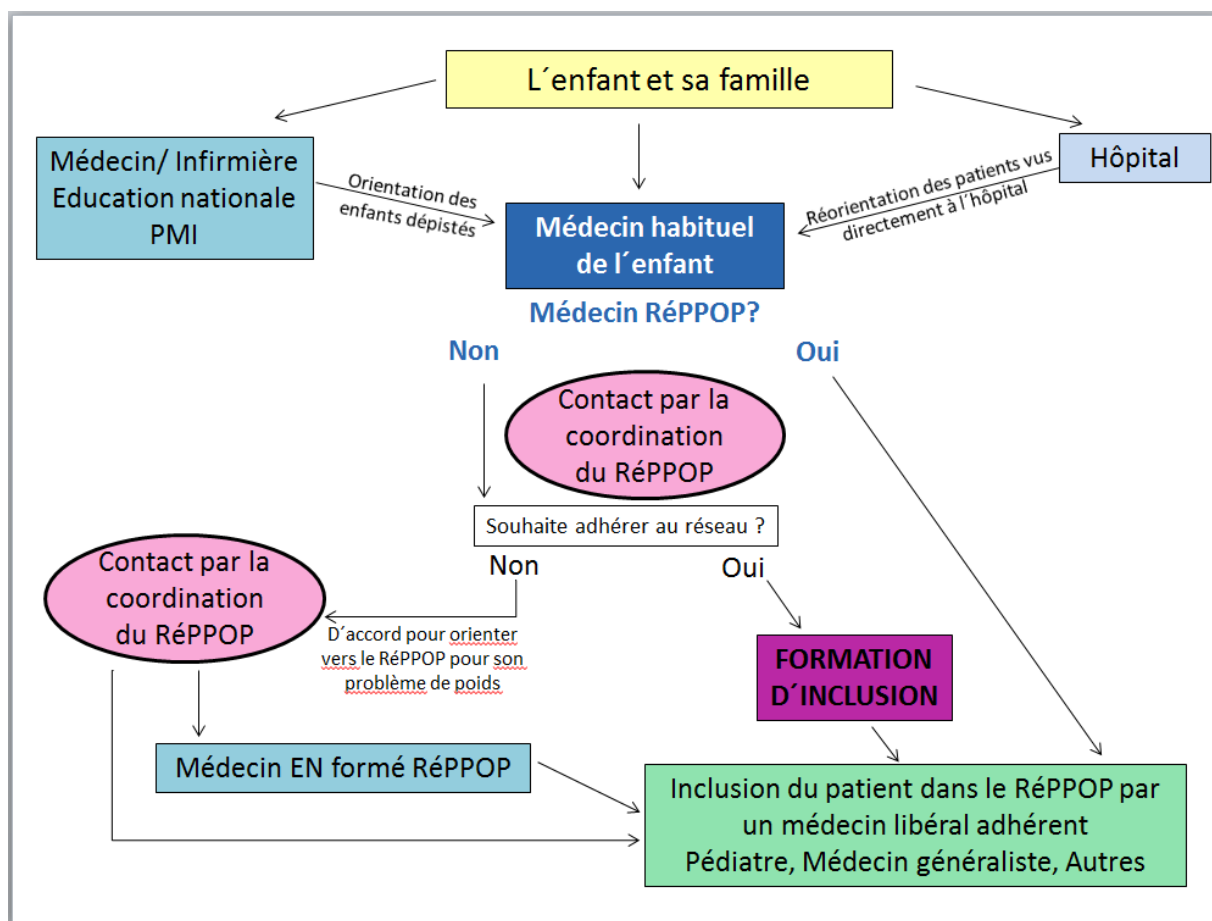 L´enfant et sa famille
Médecin/ Infirmière
Education nationale
PMI
Orientation des
enfants dépistés
Hôpital
Réorientation des patients vus
directement à l´hôpital
Médecin habituel
de l´enfant
Médecin RéPPOP?
Non
Oui
Contact par la
coordination
du RéPPOP
Souhaite adhérer au réseau ?
Non
Oui
Contact par la
coordination
du RéPPOP
D´accord pour orienter
vers le RéPPOP pour son
problème de poids
FORMATION
D´INCLUSION
Médecin EN formé RéPPOP
Inclusion du patient dans le RéPPOP par
un médecin libéral adhérent
Pédiatre, Médecin généraliste, Autres